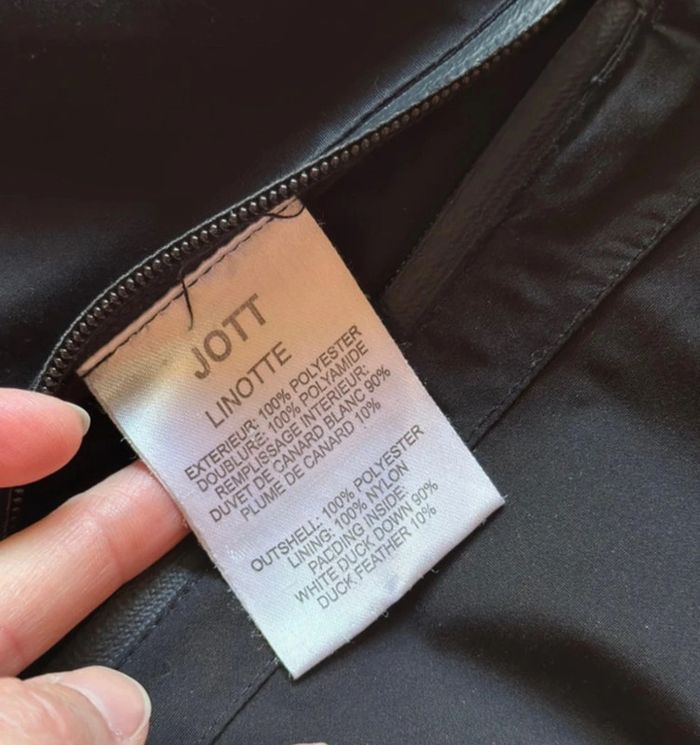 JOTT
LINOTTE
EXTERIEUR: 100% POLYESTER
DOUBLURE: 100% POLYAMIDE
REMPLISSAGE INTERIEUR:
DUVET DE CANARD BLANC 90%
PLUME DE CANARD 10%
OUTSHELL: 100% POLYESTER
LINING: 100% NYLON
PADDING INSIDE:
WHITE DUCK DOWN 90%
DUCK FEATHER 10%